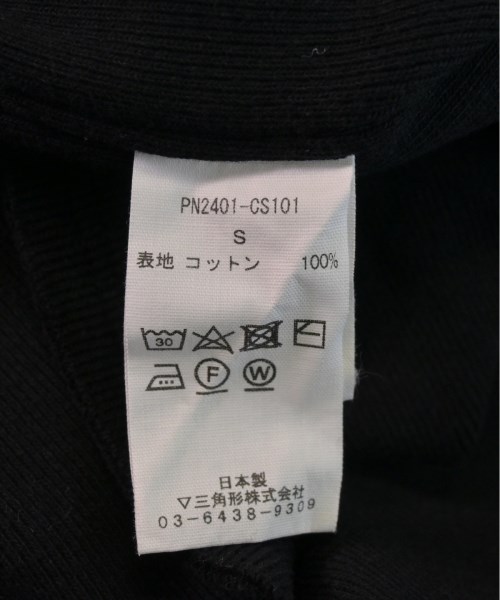 PN2401-CS101
S
表地 コットン 100%
30
F W
日本製
▽三角形株式会社
03-6438-9309